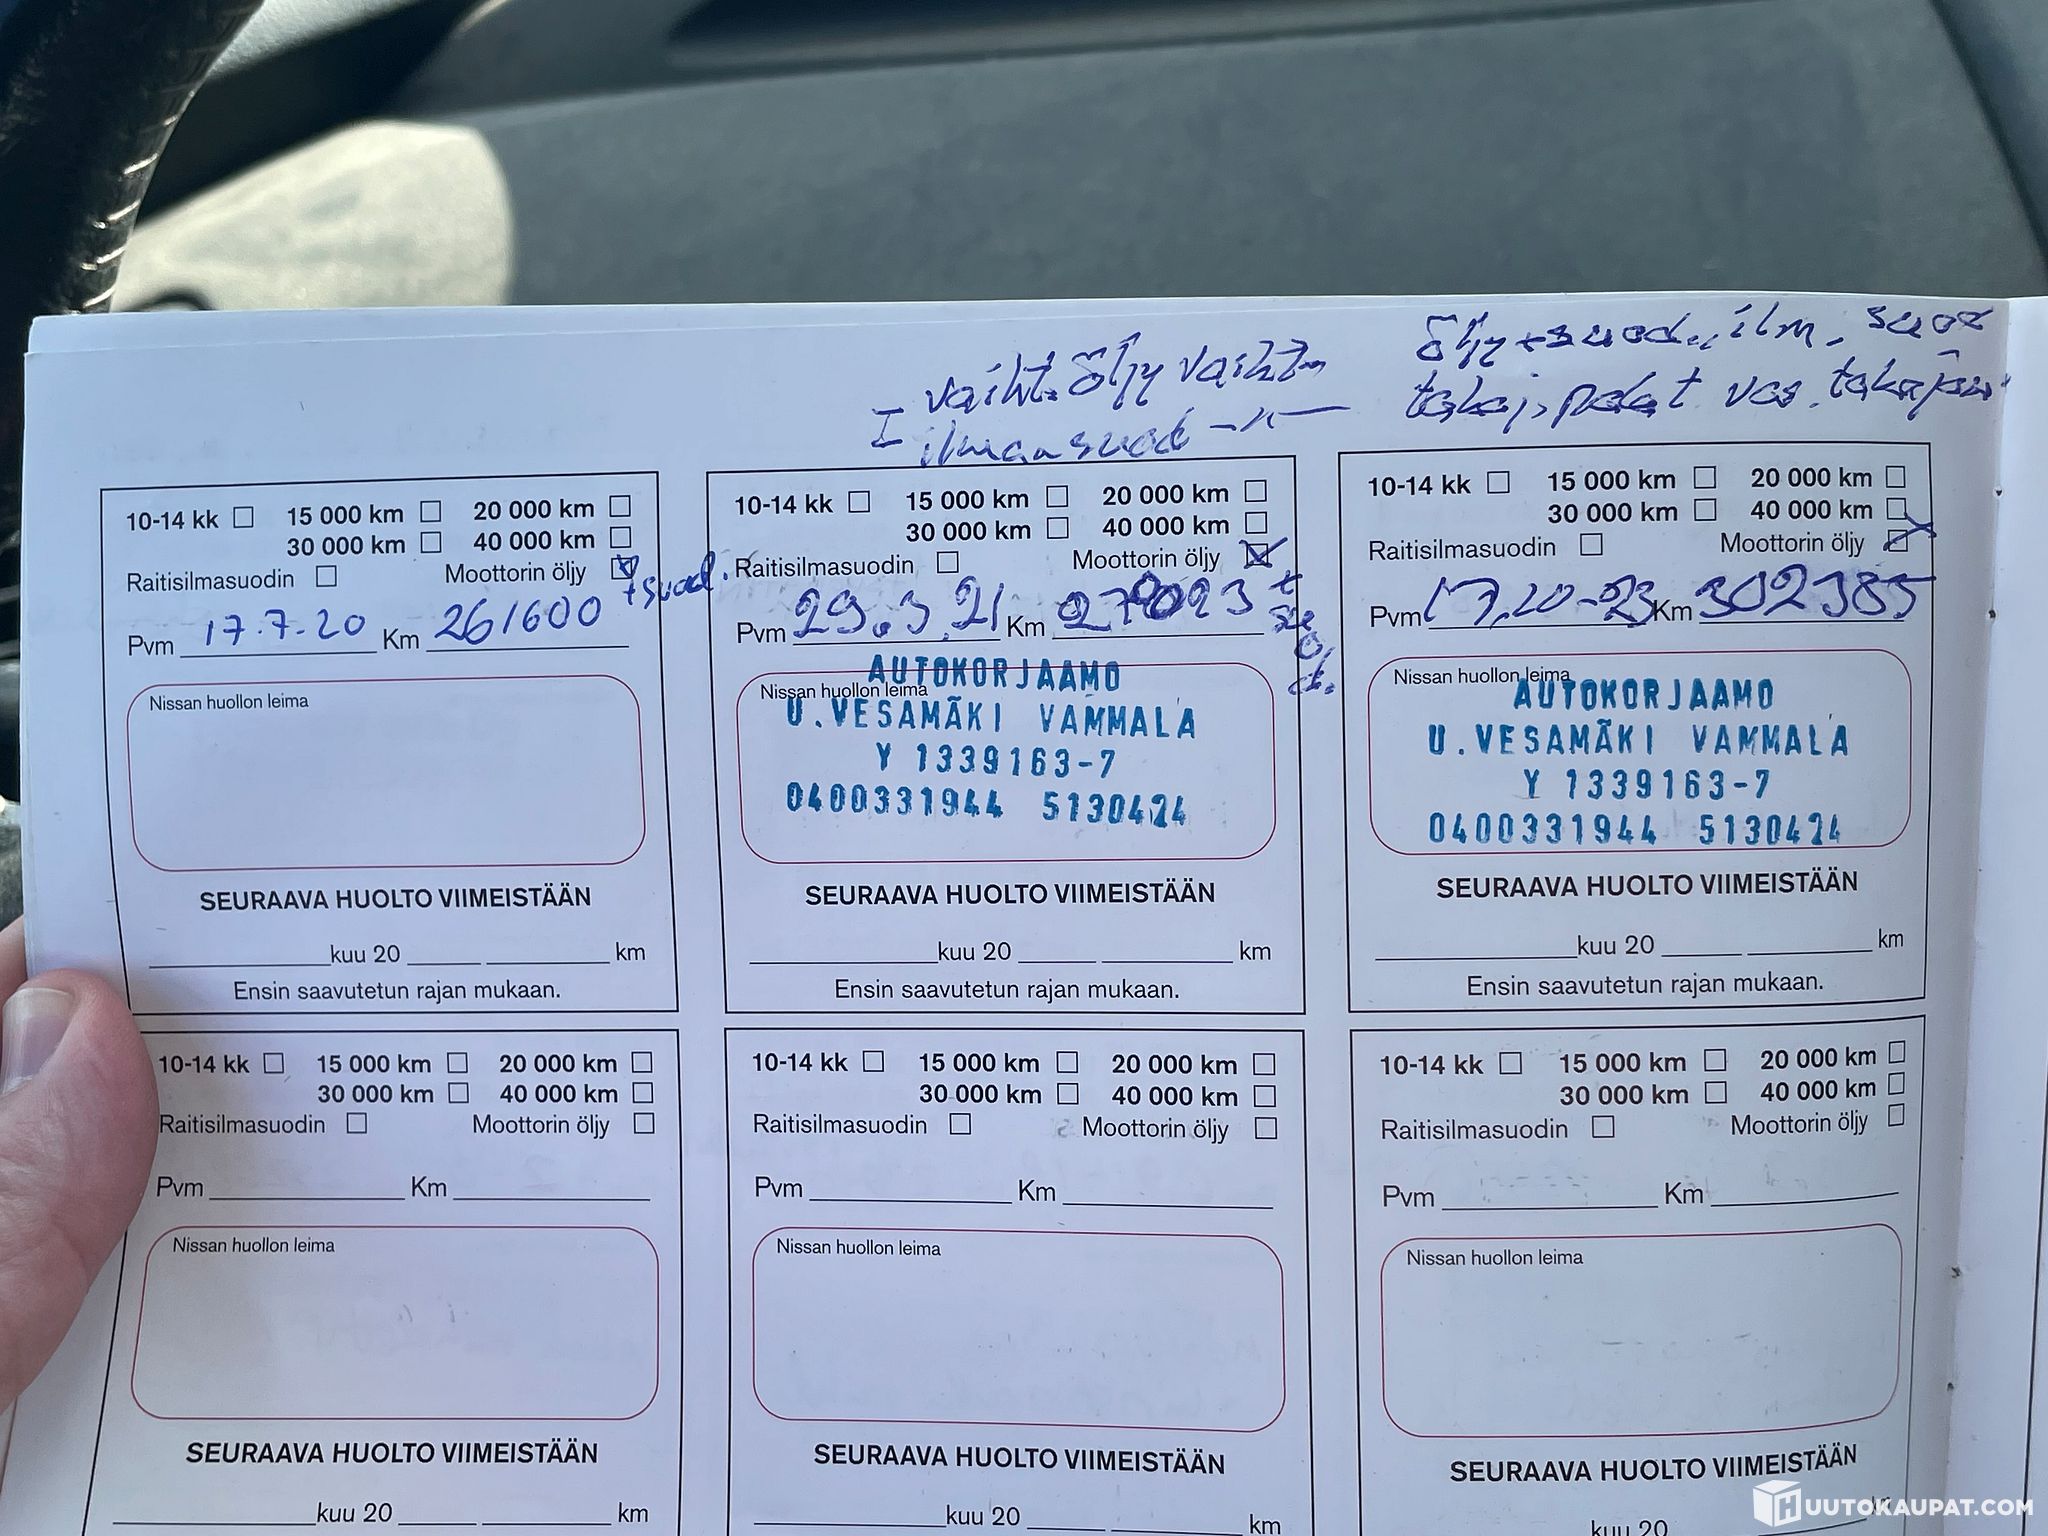 vaiht. öljy vaiht
ilmansuod
öljy + suod., ilm. suod
takaj. palat vas. takajou
10-14 kk 15 000 km 20 000 km
30 000 km 40 000 km
Raitisilmasuodin Moottorin öljy
+ suod.
Pvm 17.7.20 Km 261600
Nissan huollon leima
SEURAAVA HUOLTO VIIMEISTÄÄN
kuu 20 km
Ensin saavutetun rajan mukaan.
10-14 kk 15 000 km 20 000 km
30 000 km 40 000 km
Raitisilmasuodin Moottorin öljy
Pvm 29.3.21 Km
+
Nissan huollon leima
AUTOKORJAAMO
U.VESAMÄKI VAMMALA
Y 1339163-7
0400331944 5130424
SEURAAVA HUOLTO VIIMEISTÄÄN
kuu 20 km
Ensin saavutetun rajan mukaan.
10-14 kk 15 000 km 20 000 km
30 000 km 40 000 km
Raitisilmasuodin Moottorin öljy
Pvm 17.10-23 Km 302385
Nissan huollon leima
AUTOKORJAAMO
U.VESAMÄKI VAMMALA
Y 1339163-7
0400331944 5130424
SEURAAVA HUOLTO VIIMEISTÄÄN
kuu 20 km
Ensin saavutetun rajan mukaan.
10-14 kk 15 000 km 20 000 km
30 000 km 40 000 km
Raitisilmasuodin Moottorin öljy
Pvm Km
Nissan huollon leima
SEURAAVA HUOLTO VIIMEISTÄÄN
kuu 20 km
10-14 kk 15 000 km 20 000 km
30 000 km 40 000 km
Raitisilmasuodin Moottorin öljy
Pvm Km
Nissan huollon leima
SEURAAVA HUOLTO VIIMEISTÄÄN
kuu 20 km
10-14 kk 15 000 km 20 000 km
30 000 km 40 000 km
Raitisilmasuodin Moottorin öljy
Pvm Km
Nissan huollon leima
SEURAAVA HUOLTO VIIMEISTÄÄN
kuu 20
HUUTOKAUPAT.COM